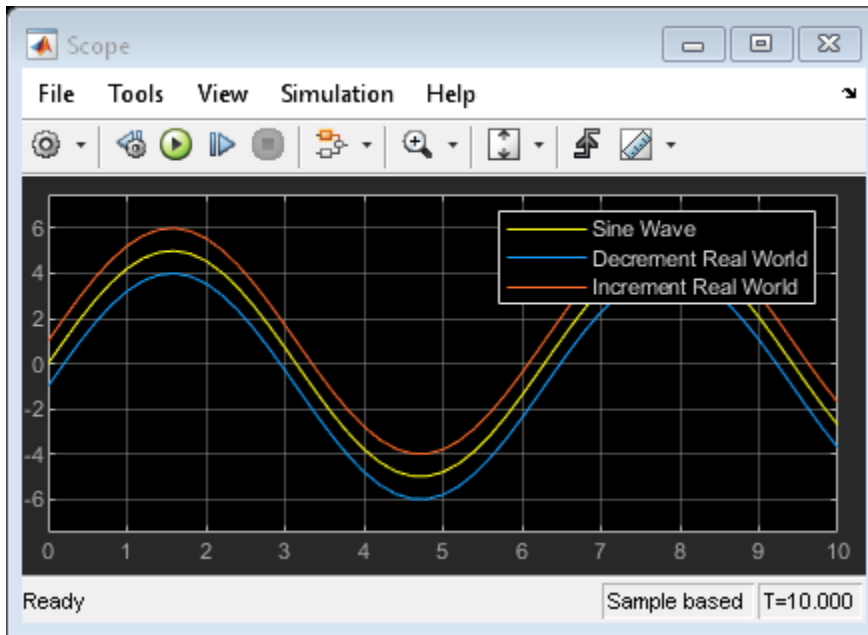 Scope
File Tools View Simulation Help
Sine Wave
Decrement Real World
Increment Real World
6
4
2
0
-2
-4
-6
0 1 2 3 4 5 6 7 8 9 10
Ready Sample based T=10.000